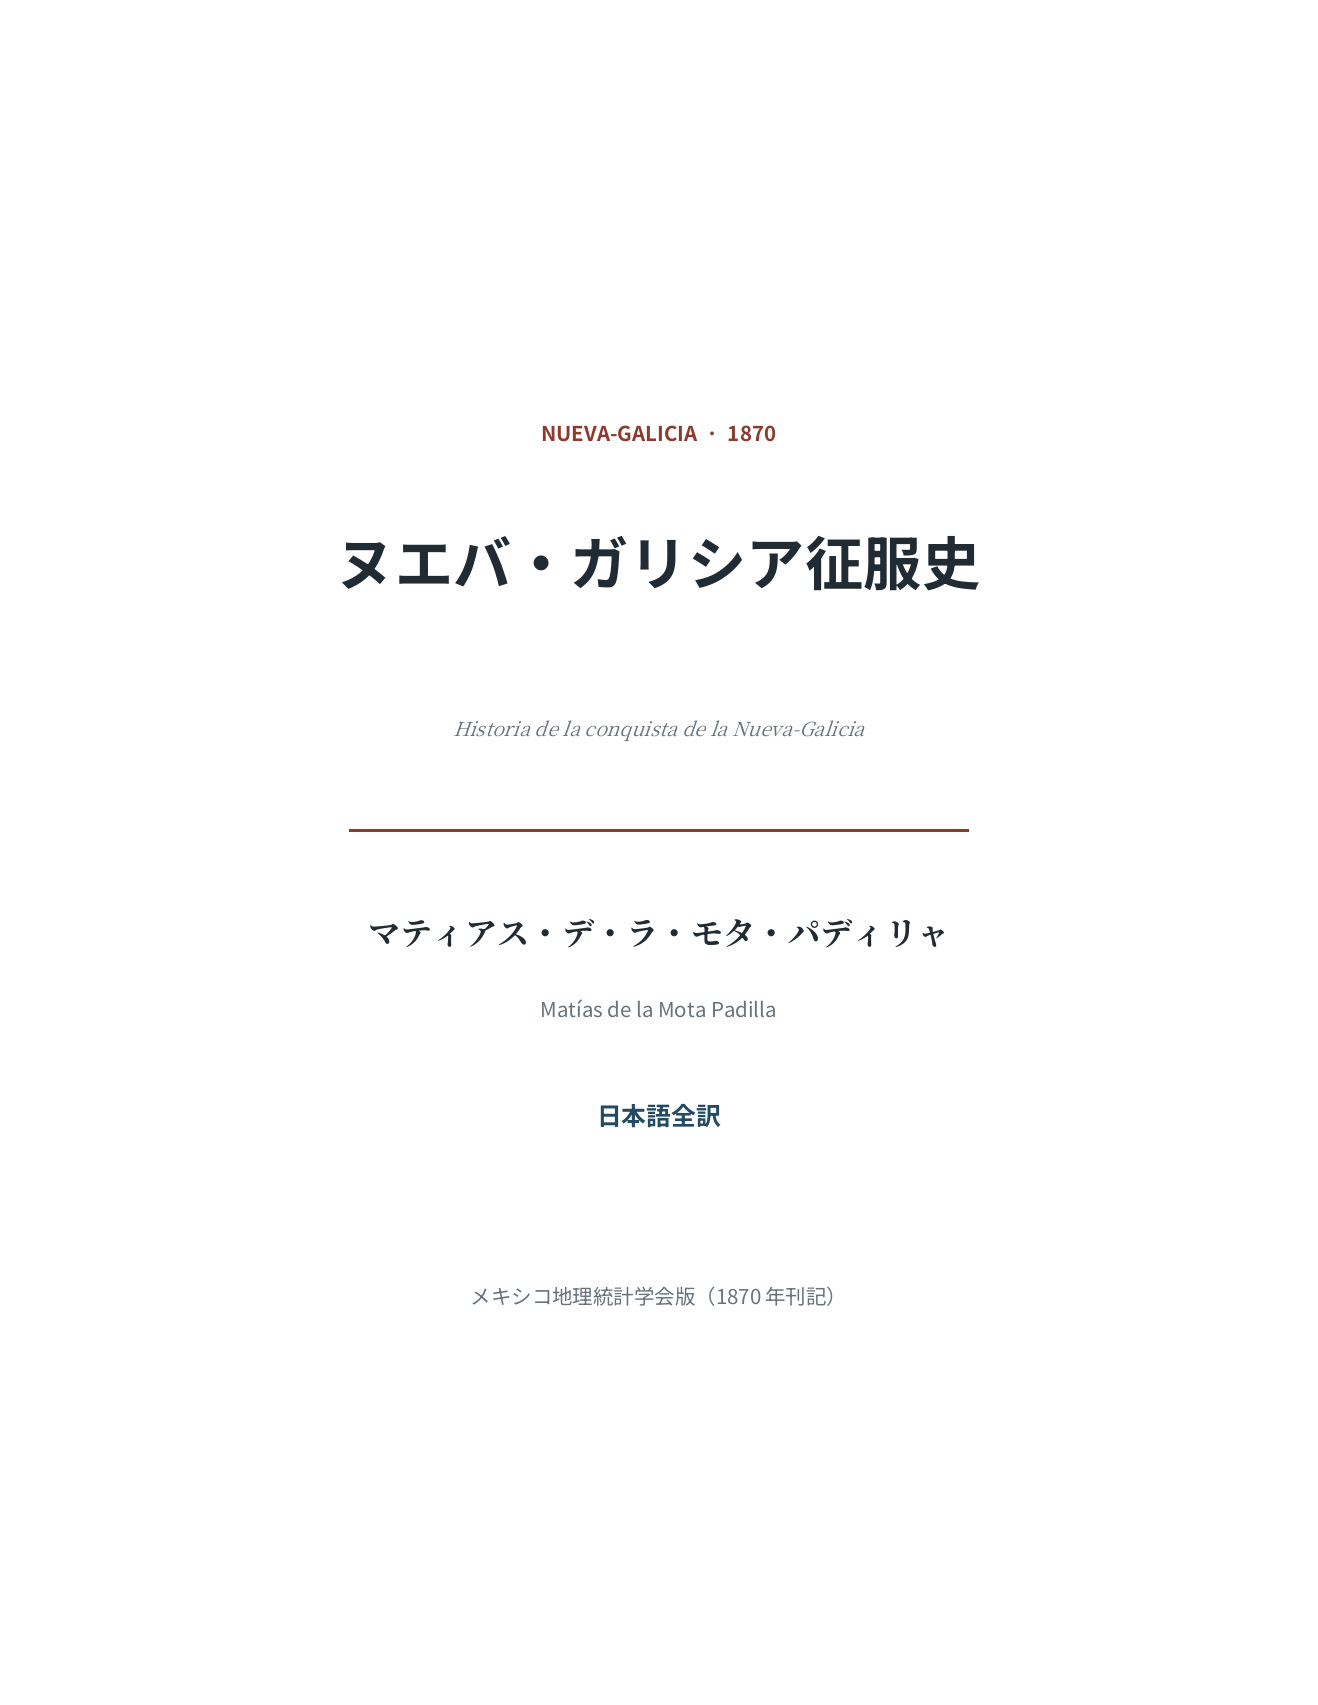 NUEVA-GALICIA · 1870
ヌエバ・ガリシア征服史
Historia de la conquista de la Nueva-Galicia
マティアス・デ・ラ・モタ・パディリャ
Matías de la Mota Padilla
日本語全訳
メキシコ地理統計学会版（1870 年刊記）